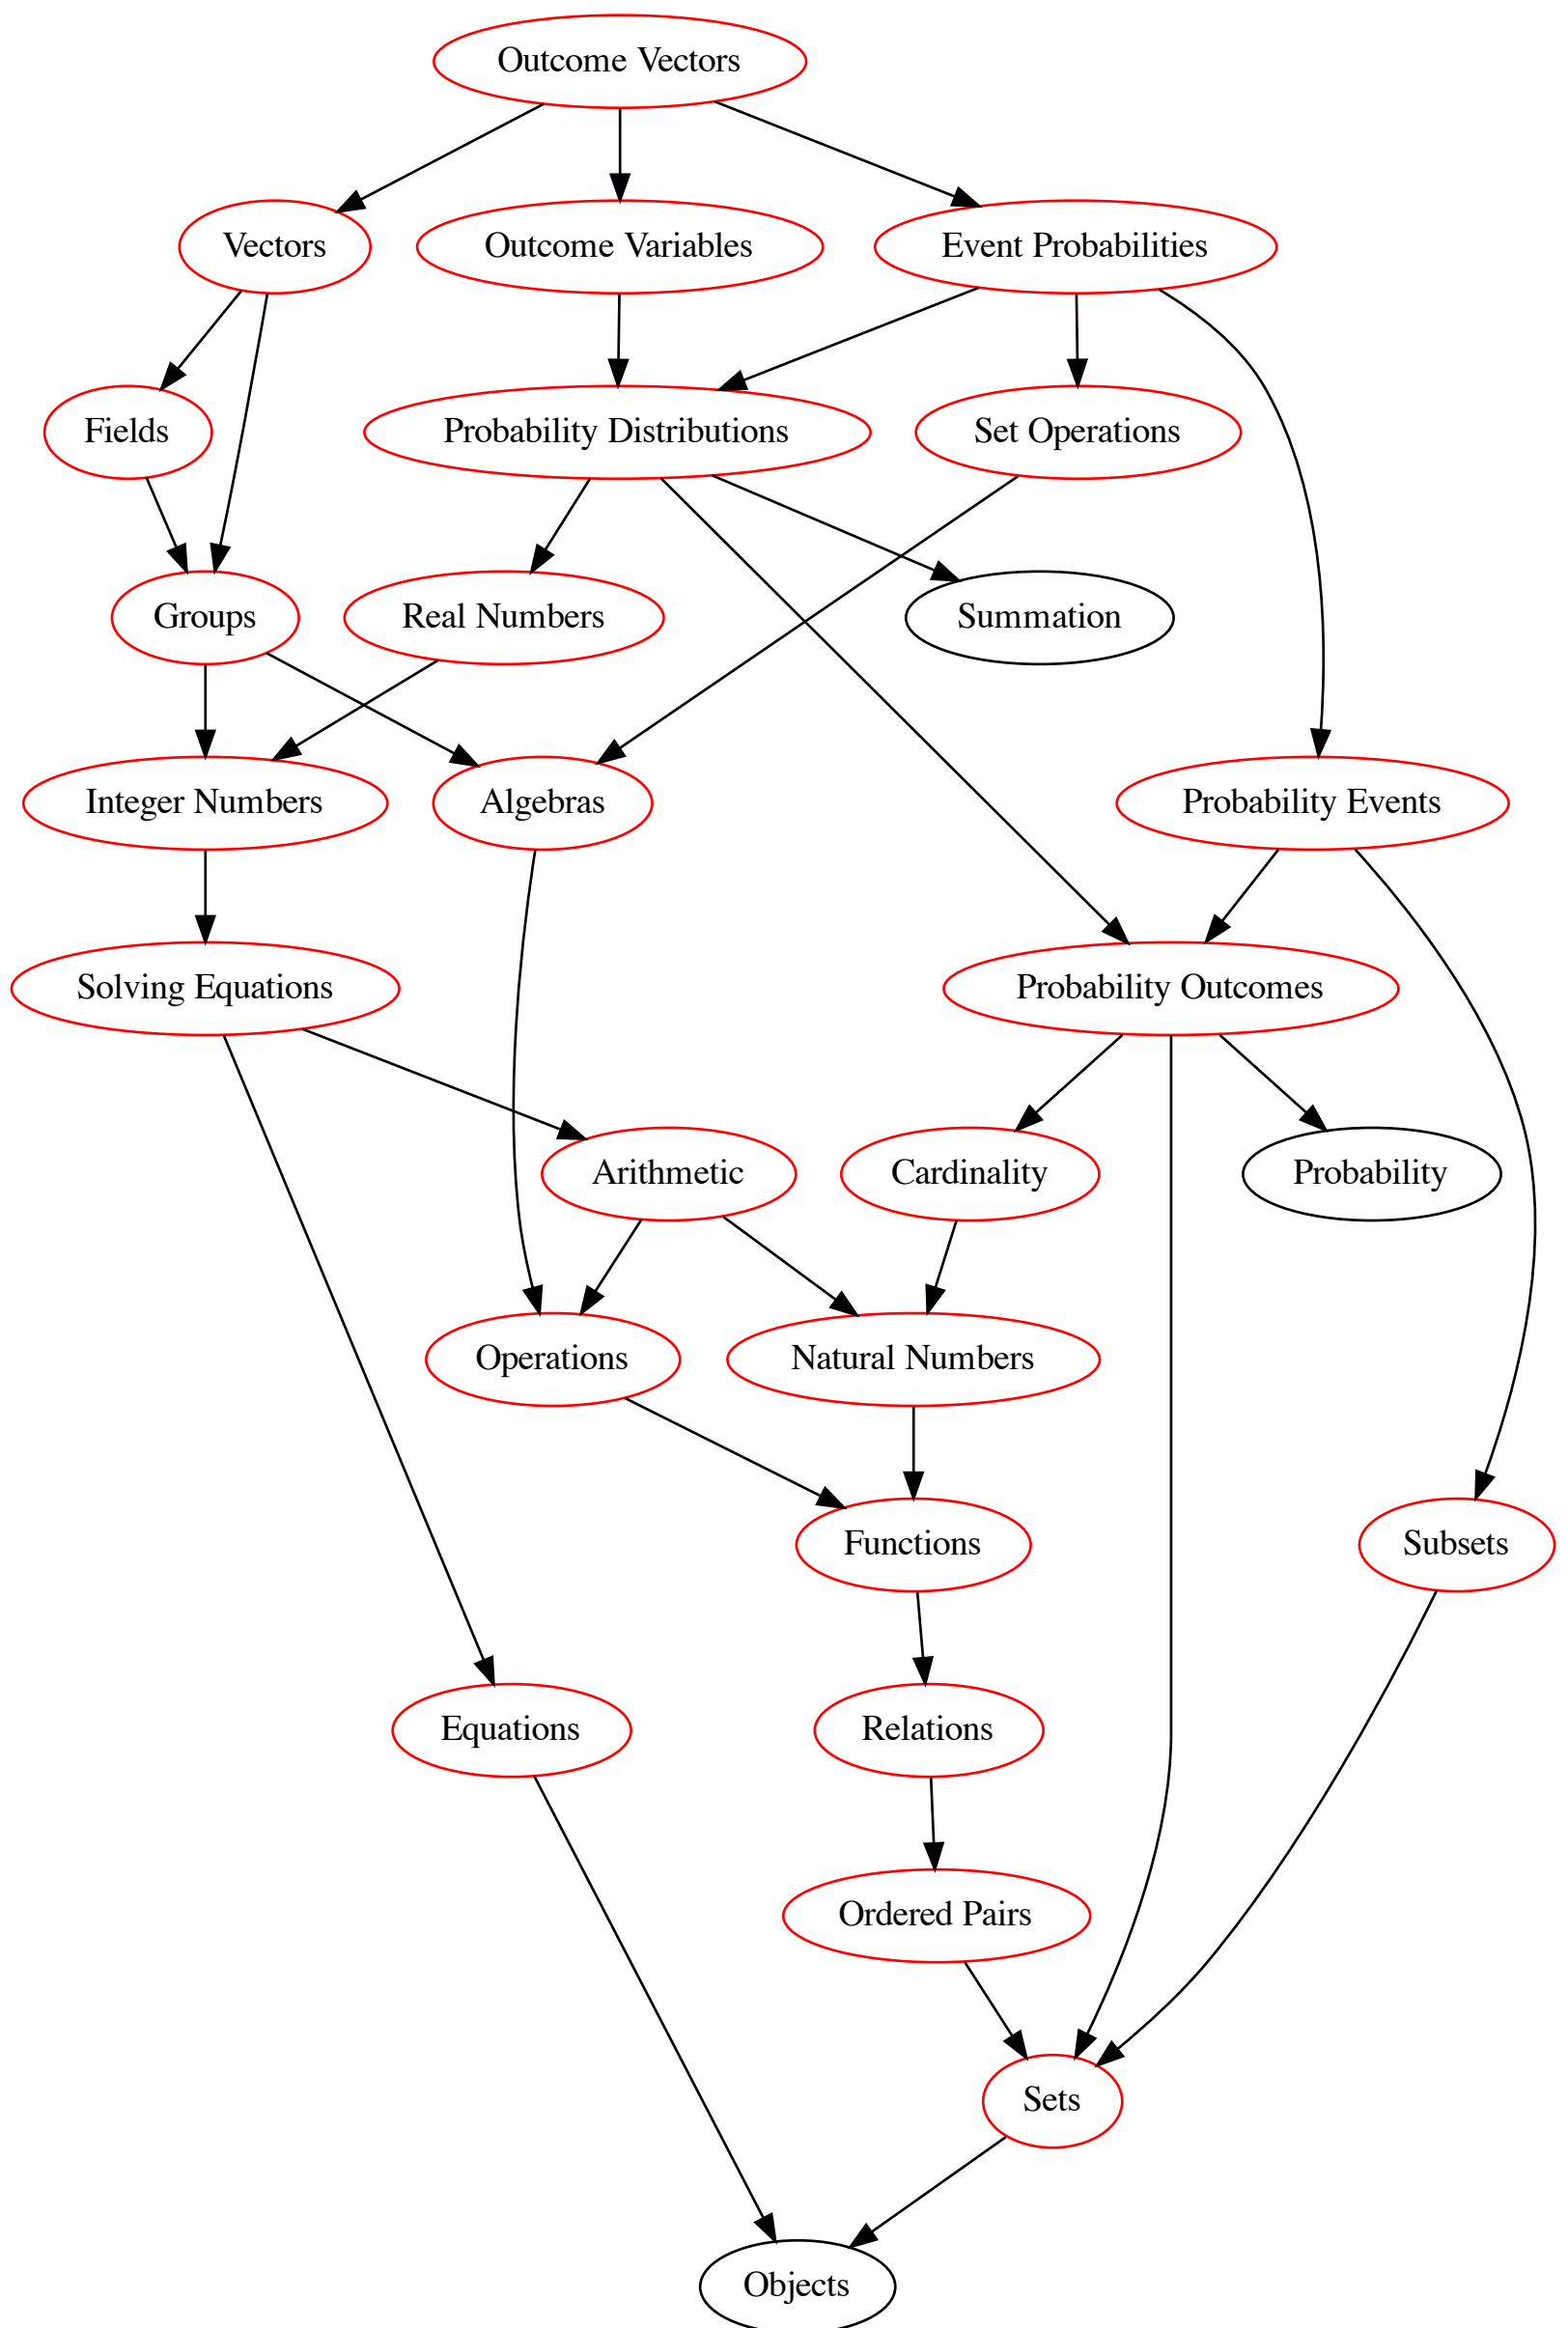 Outcome Vectors
Vectors
Outcome Variables
Event Probabilities
Fields
Probability Distributions
Set Operations
Groups
Real Numbers
Summation
Integer Numbers
Algebras
Probability Events
Solving Equations
Probability Outcomes
Arithmetic
Cardinality
Probability
Operations
Natural Numbers
Functions
Subsets
Equations
Relations
Ordered Pairs
Sets
Objects